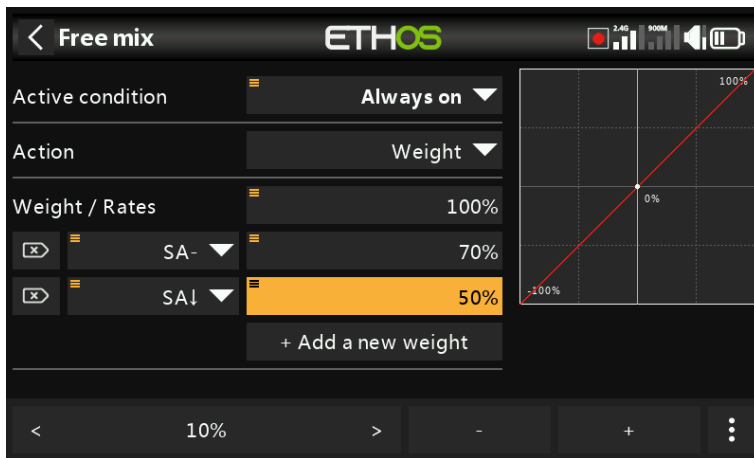 Free mix
ETHOS
2.4G 900M
Active condition
Always on
100%
Action
Weight
Weight / Rates
100%
0%
SA-
70%
SA↓
50%
-100%
+ Add a new weight
< 10% > - +